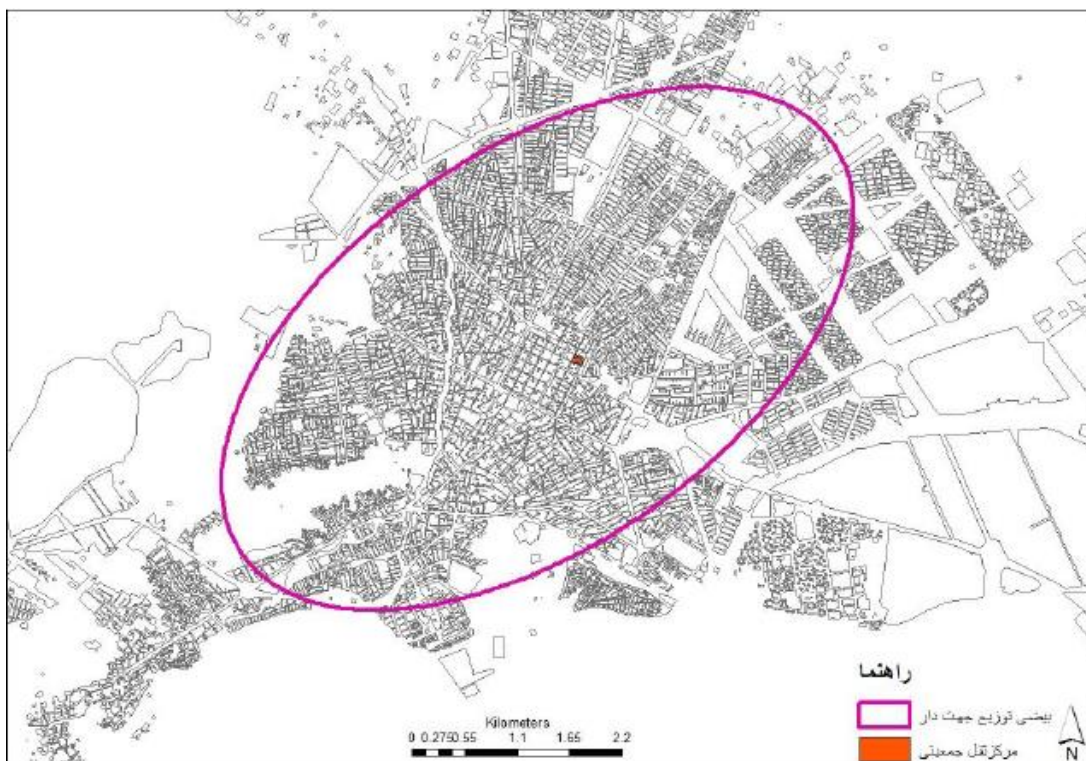 راهنما
بیضی توزیع جهت دار
مرکز ثقل جمعیتی
N
Kilometers
0 0.275 0.55 1.1 1.65 2.2